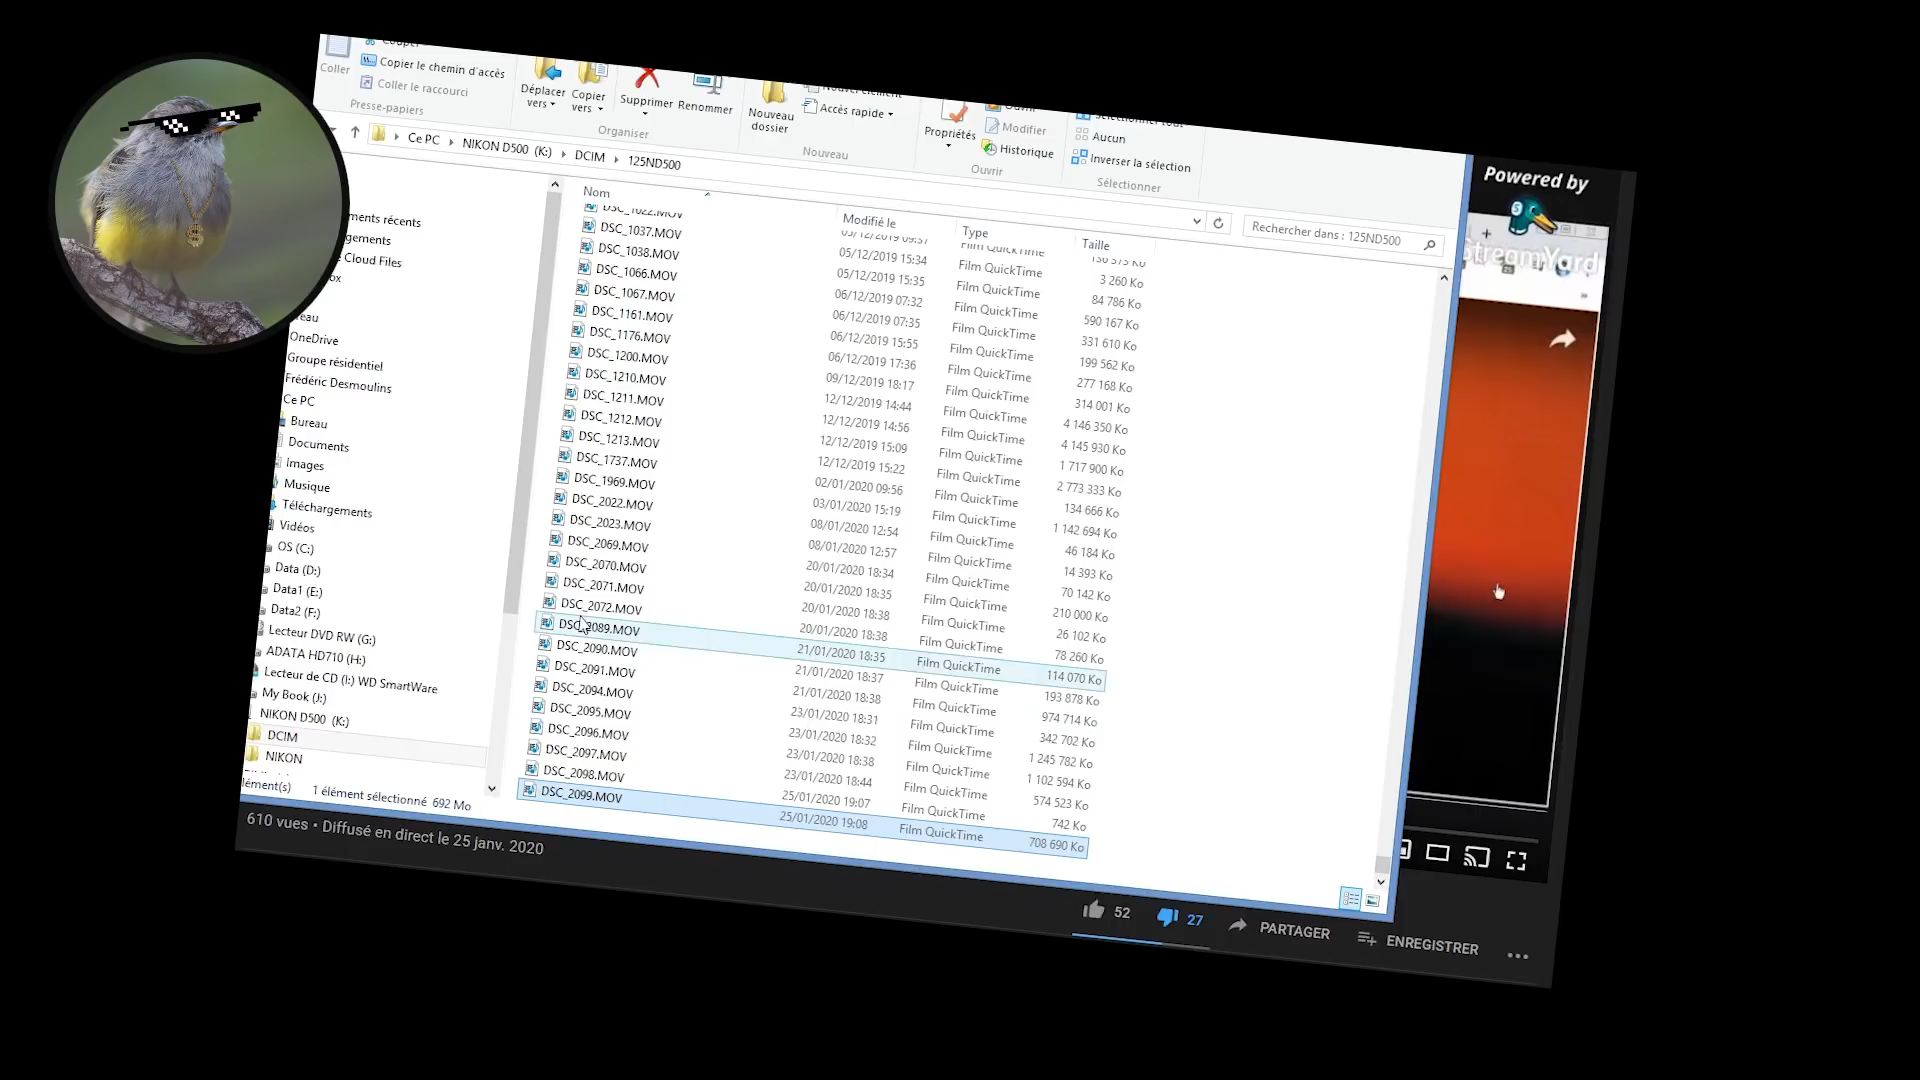 Copier le chemin d'accès
Coller
Coller le raccourci
Presse-papiers
Déplacer vers
Copier vers
Supprimer
Renommer
Organiser
Nouveau dossier
Accès rapide
Nouveau
Propriétés
Modifier
Historique
Ouvrir
Aucun
Inverser la sélection
Sélectionner
Ce PC
NIKON D500 (K:)
DCIM
125ND500
Rechercher dans : 125ND500
ments récents
gements
Cloud Files
OneDrive
Groupe résidentiel
Frédéric Desmoulins
Ce PC
Bureau
Documents
Images
Musique
Téléchargements
Vidéos
OS (C:)
Data (D:)
Data1 (E:)
Data2 (F:)
Lecteur DVD RW (G:)
ADATA HD710 (H:)
Lecteur de CD (I:) WD SmartWare
My Book (J:)
NIKON D500 (K:)
DCIM
NIKON
Nom Modifié le Type Taille
DSC_1037.MOV 05/12/2019 15:34 Film QuickTime 3 260 Ko
DSC_1038.MOV 05/12/2019 15:35 Film QuickTime 84 786 Ko
DSC_1066.MOV 06/12/2019 07:32 Film QuickTime 590 167 Ko
DSC_1067.MOV 06/12/2019 07:35 Film QuickTime 331 610 Ko
DSC_1161.MOV 06/12/2019 15:55 Film QuickTime 199 562 Ko
DSC_1176.MOV 06/12/2019 17:36 Film QuickTime 277 168 Ko
DSC_1200.MOV 09/12/2019 18:17 Film QuickTime 314 001 Ko
DSC_1210.MOV 12/12/2019 14:44 Film QuickTime 4 146 350 Ko
DSC_1211.MOV 12/12/2019 14:56 Film QuickTime 4 145 930 Ko
DSC_1212.MOV 12/12/2019 15:09 Film QuickTime 1 717 900 Ko
DSC_1213.MOV 12/12/2019 15:22 Film QuickTime 2 773 333 Ko
DSC_1737.MOV 02/01/2020 09:56 Film QuickTime 134 666 Ko
DSC_1969.MOV 03/01/2020 15:19 Film QuickTime 1 142 694 Ko
DSC_2022.MOV 08/01/2020 12:54 Film QuickTime 46 184 Ko
DSC_2023.MOV 08/01/2020 12:57 Film QuickTime 14 393 Ko
DSC_2069.MOV 20/01/2020 18:34 Film QuickTime 70 142 Ko
DSC_2070.MOV 20/01/2020 18:35 Film QuickTime 210 000 Ko
DSC_2071.MOV 20/01/2020 18:38 Film QuickTime 26 102 Ko
DSC_2072.MOV 20/01/2020 18:38 Film QuickTime 78 260 Ko
DSC_2089.MOV 21/01/2020 18:35 Film QuickTime 114 070 Ko
DSC_2090.MOV 21/01/2020 18:37 Film QuickTime 193 878 Ko
DSC_2091.MOV 21/01/2020 18:38 Film QuickTime 974 714 Ko
DSC_2094.MOV 23/01/2020 18:31 Film QuickTime 342 702 Ko
DSC_2095.MOV 23/01/2020 18:32 Film QuickTime 1 245 782 Ko
DSC_2096.MOV 23/01/2020 18:38 Film QuickTime 1 102 594 Ko
DSC_2097.MOV 23/01/2020 18:44 Film QuickTime 574 523 Ko
DSC_2098.MOV 25/01/2020 19:07 Film QuickTime 742 Ko
DSC_2099.MOV 25/01/2020 19:08 Film QuickTime 708 690 Ko
1 élément sélectionné 692 Mo
Powered by
StreamYard
610 vues • Diffusé en direct le 25 janv. 2020
52
27
PARTAGER
ENREGISTRER